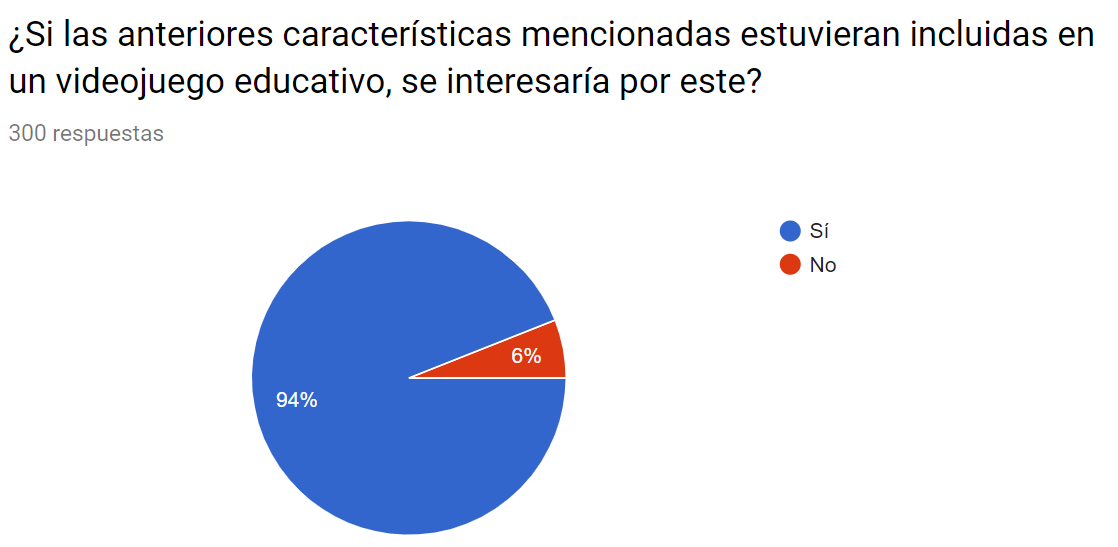 ¿Si las anteriores características mencionadas estuvieran incluidas en
un videojuego educativo, se interesaría por este?
300 respuestas
Sí
No
6%
94%